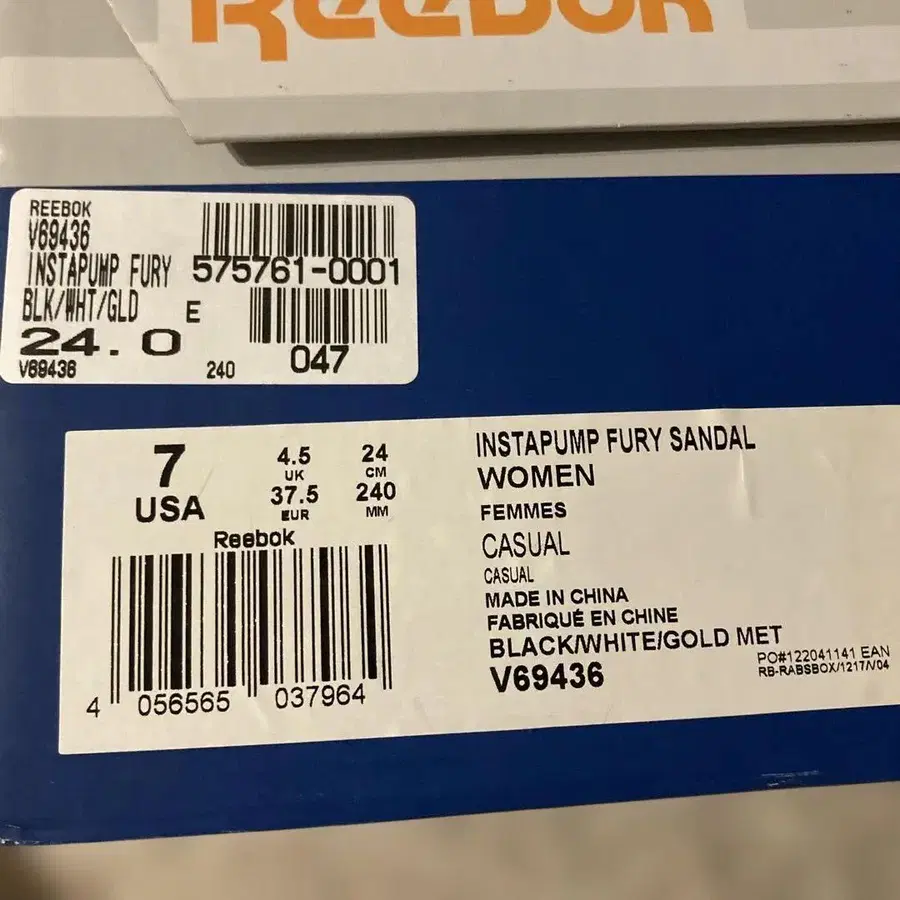 Reebok
REEBOK
V69436
INSTAPUMP FURY
575761-0001
BLK/WHT/GLD E
24.0
047
V69436 240
7
USA
4.5
UK
37.5
EUR
24
CM
240
MM
Reebok
4 056565 037964
INSTAPUMP FURY SANDAL
WOMEN
FEMMES
CASUAL
CASUAL
MADE IN CHINA
FABRIQUÉ EN CHINE
BLACK/WHITE/GOLD MET
V69436
PO#122041141 EAN
RB-RABSBOX/1217/V04